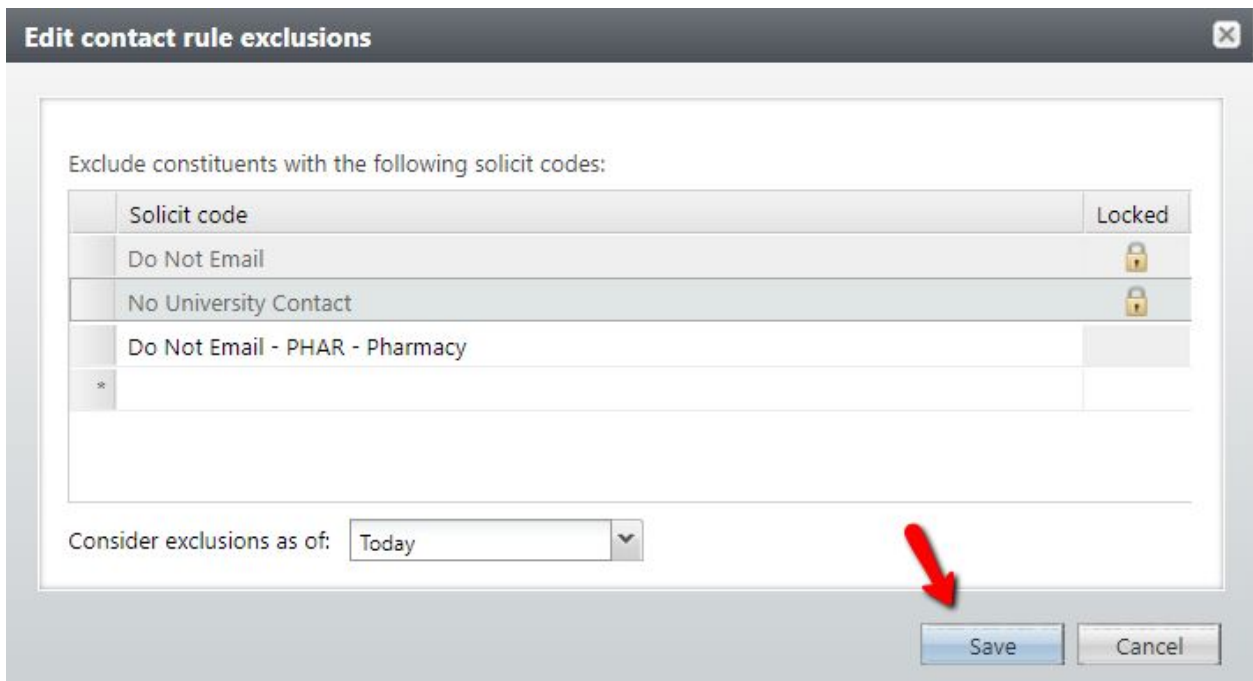 Edit contact rule exclusions
Exclude constituents with the following solicit codes:
Solicit code Locked
Do Not Email
No University Contact
Do Not Email - PHAR - Pharmacy
*
Consider exclusions as of: Today
Save Cancel